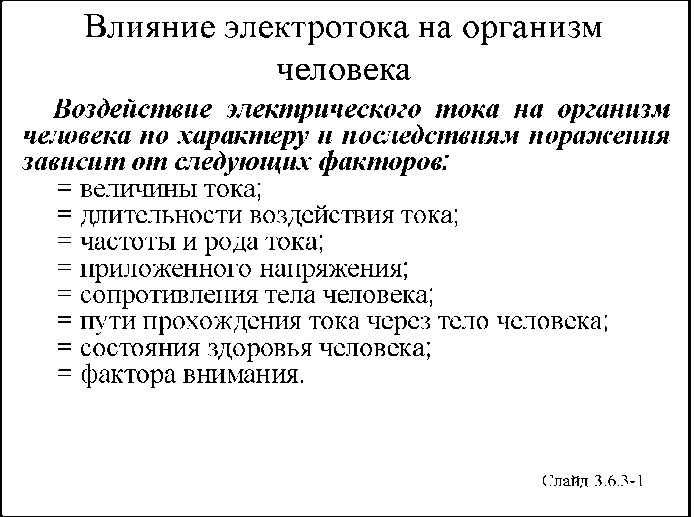 Влияние электротока на организм
человека
Воздействие электрического тока на организм
человека по характеру и последствиям поражения
зависит от следующих факторов:
= величины тока;
= длительности воздействия тока;
= частоты и рода тока;
= приложенного напряжения;
= сопротивления тела человека;
= пути прохождения тока через тело человека;
= состояния здоровья человека;
= фактора внимания.
Слайд 3.6.3-1